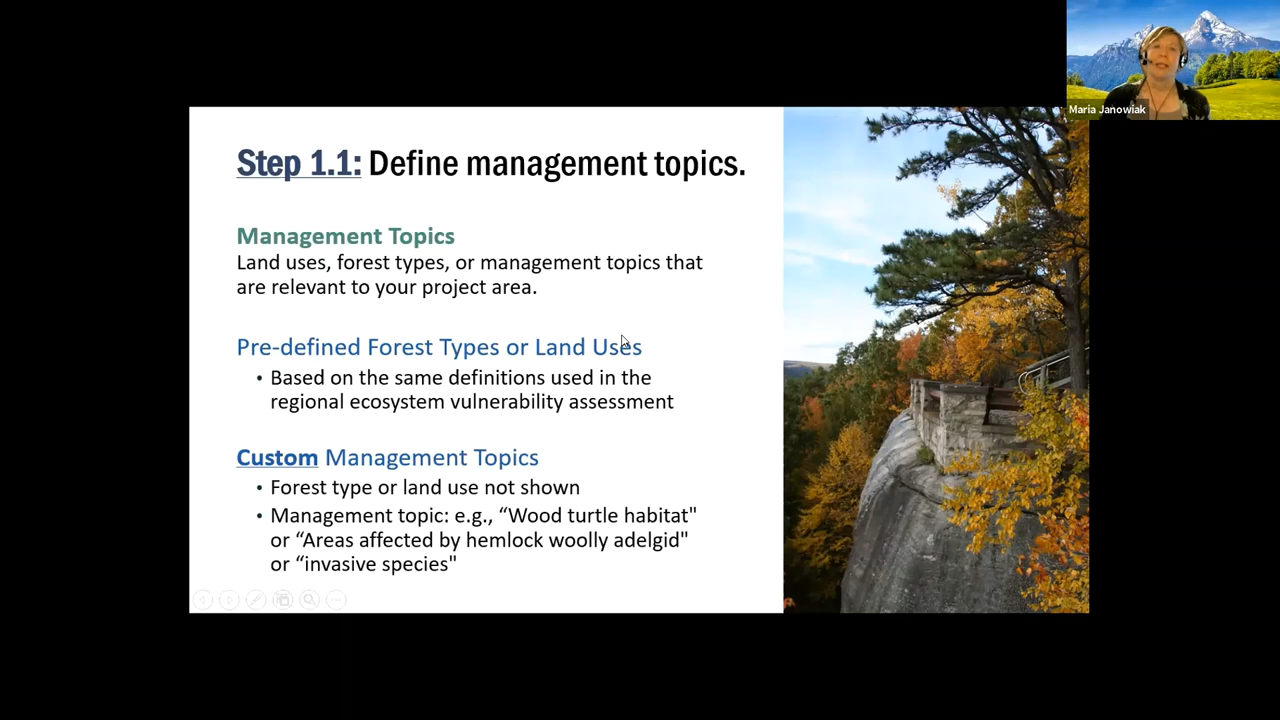 Maria Janowiak
Step 1.1: Define management topics.
Management Topics
Land uses, forest types, or management topics that
are relevant to your project area.
Pre-defined Forest Types or Land Uses
• Based on the same definitions used in the
regional ecosystem vulnerability assessment
Custom Management Topics
• Forest type or land use not shown
• Management topic: e.g., “Wood turtle habitat"
or “Areas affected by hemlock woolly adelgid"
or “invasive species"